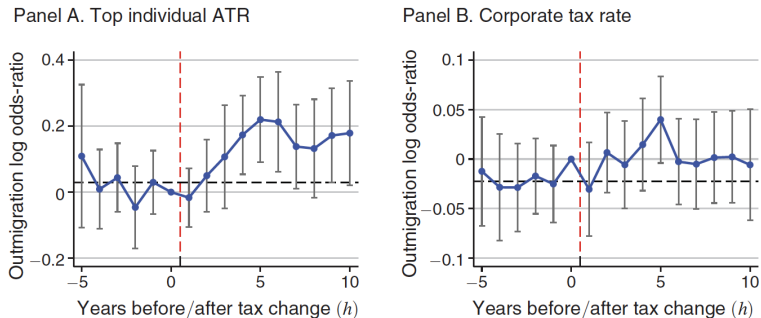 Panel A. Top individual ATR
Outmigration log odds-ratio
0.4
0.2
0
−0.2
−5
0
5
10
Years before/after tax change (h)
Panel B. Corporate tax rate
Outmigration log odds-ratio
0.1
0.05
0
−0.05
−0.1
−5
0
5
10
Years before/after tax change (h)